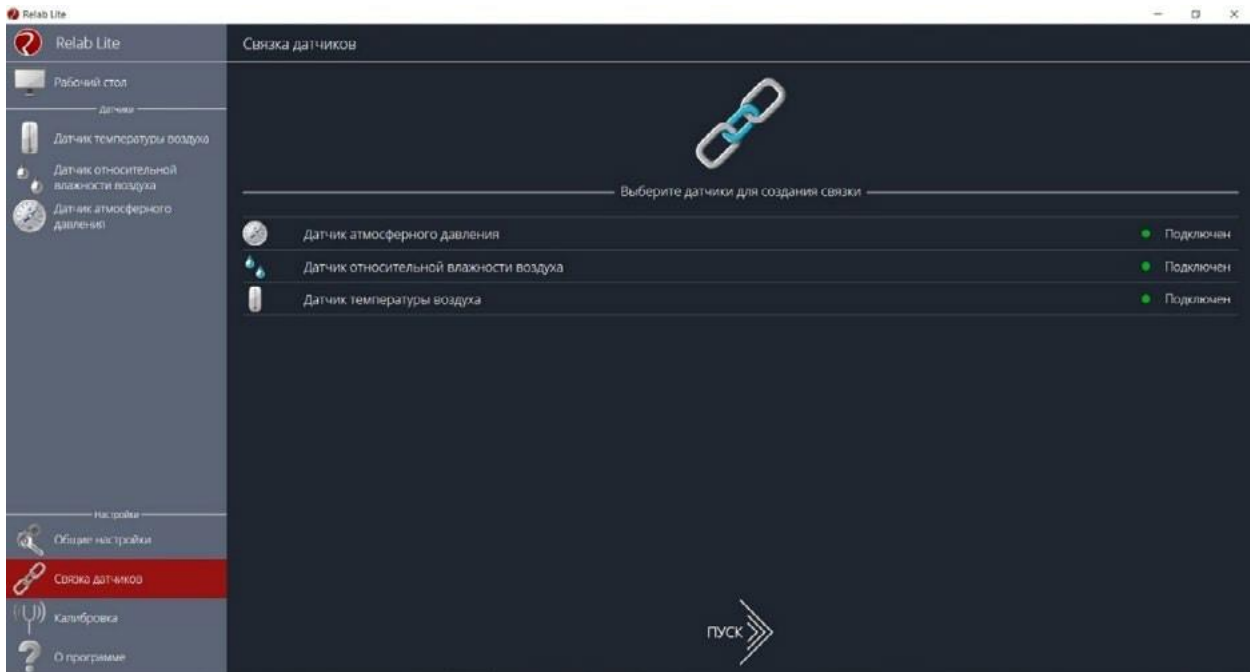 Relab Lite
Relab Lite
Связка датчиков
Рабочий стол
Датчики
Датчик температуры воздуха
Датчик относительной
влажности воздуха
Датчик атмосферного
давления
Выберите датчики для создания связки
Датчик атмосферного давления
Подключен
Датчик относительной влажности воздуха
Подключен
Датчик температуры воздуха
Подключен
Настройки
Общие настройки
Связка датчиков
Калибровка
О программе
ПУСК